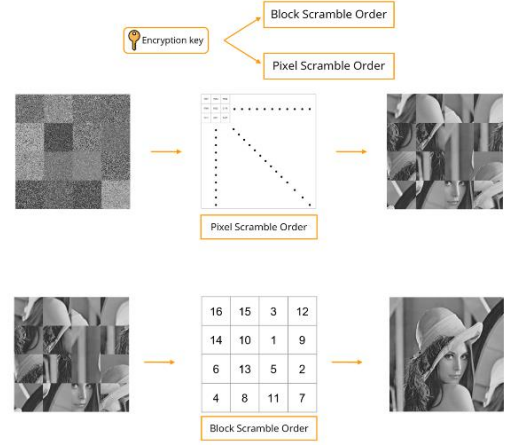 Block Scramble Order
Encryption key
Pixel Scramble Order
Pixel Scramble Order
16 15 3 12
14 10 1 9
6 13 5 2
4 8 11 7
Block Scramble Order